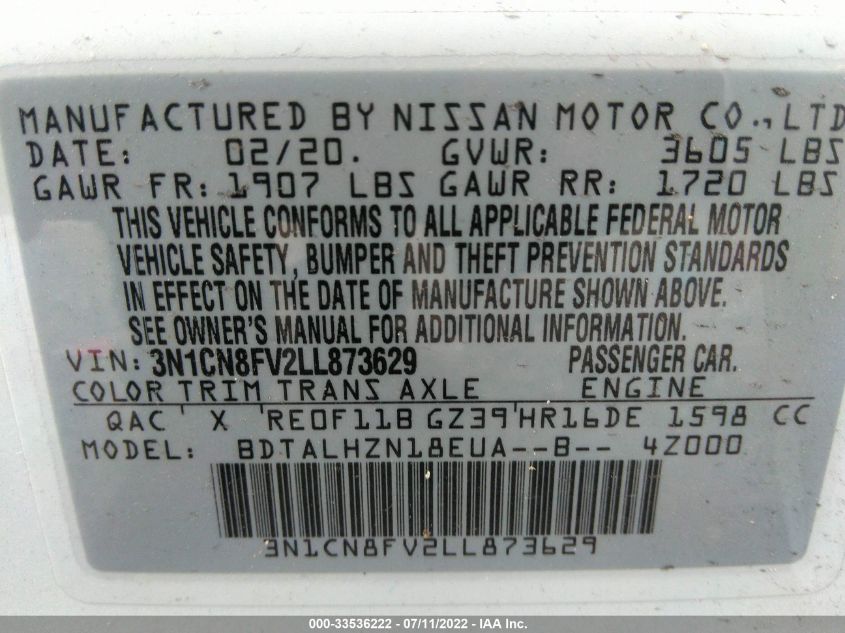 MANUFACTURED BY NISSAN MOTOR CO., LTD
DATE: 02/20. GVWR: 3605 LBS
GAWR FR: 1907 LBS GAWR RR: 1720 LBS
THIS VEHICLE CONFORMS TO ALL APPLICABLE FEDERAL MOTOR
VEHICLE SAFETY, BUMPER AND THEFT PREVENTION STANDARDS
IN EFFECT ON THE DATE OF MANUFACTURE SHOWN ABOVE.
SEE OWNER'S MANUAL FOR ADDITIONAL INFORMATION.
VIN: 3N1CN8FV2LL873629 PASSENGER CAR.
COLOR TRIM TRANS AXLE ENGINE
QAC ' X ' RE0F11B GZ39 ' HR16DE 1598 CC
MODEL: BDTALHZN18EUA--B-- 4Z000
3N1CN8FV2LL873629
000-33536222 - 07/11/2022 - IAA Inc.